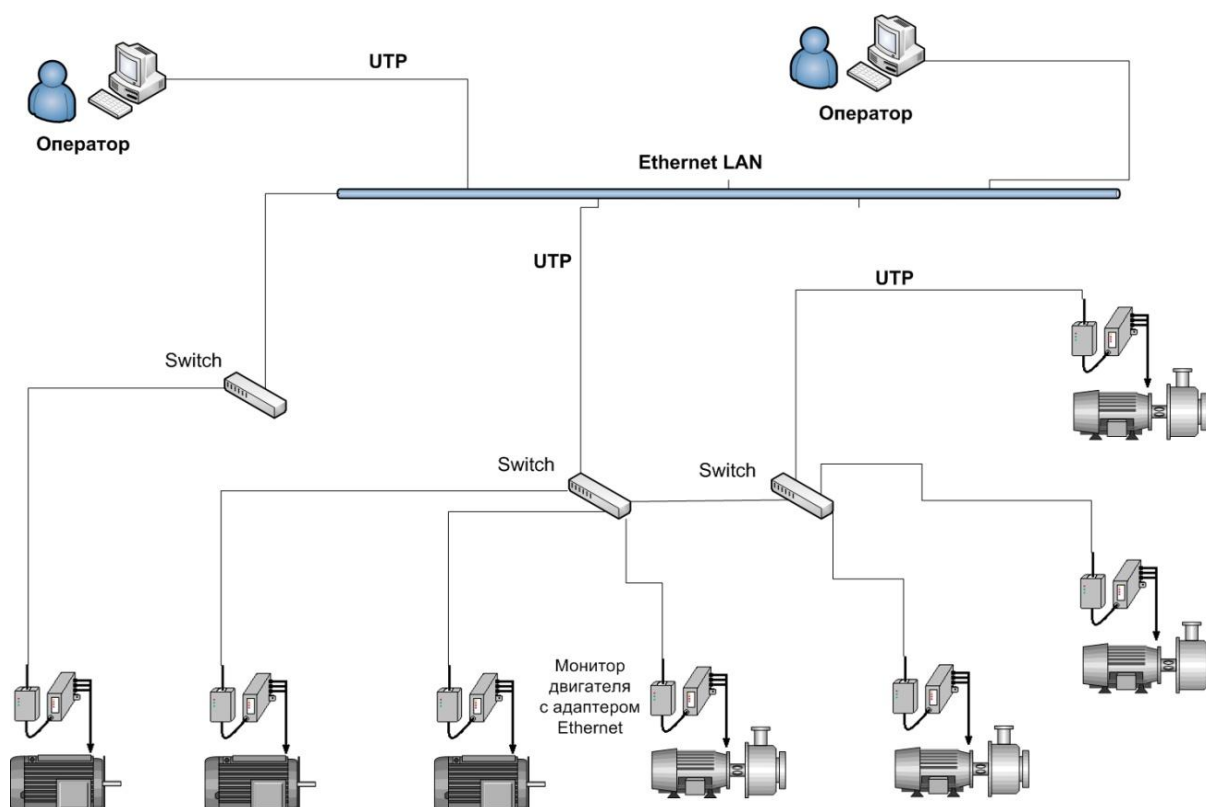 UTP
Оператор
Оператор
Ethernet LAN
UTP
UTP
Switch
Switch
Switch
Монитор
двигателя
с адаптером
Ethernet